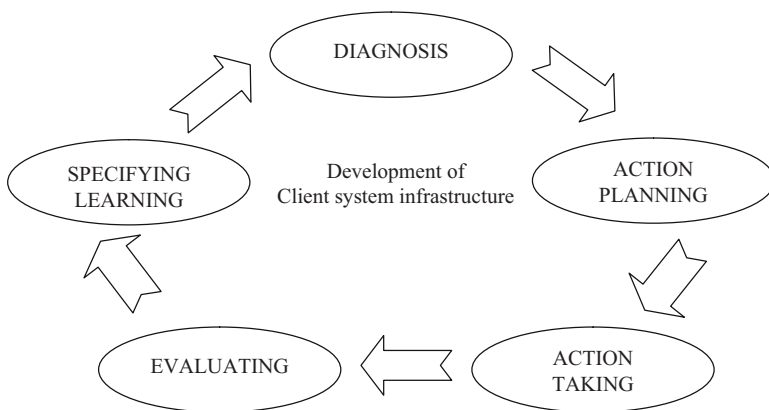 DIAGNOSIS
SPECIFYING
LEARNING
Development of
Client system infrastructure
ACTION
PLANNING
EVALUATING
ACTION
TAKING